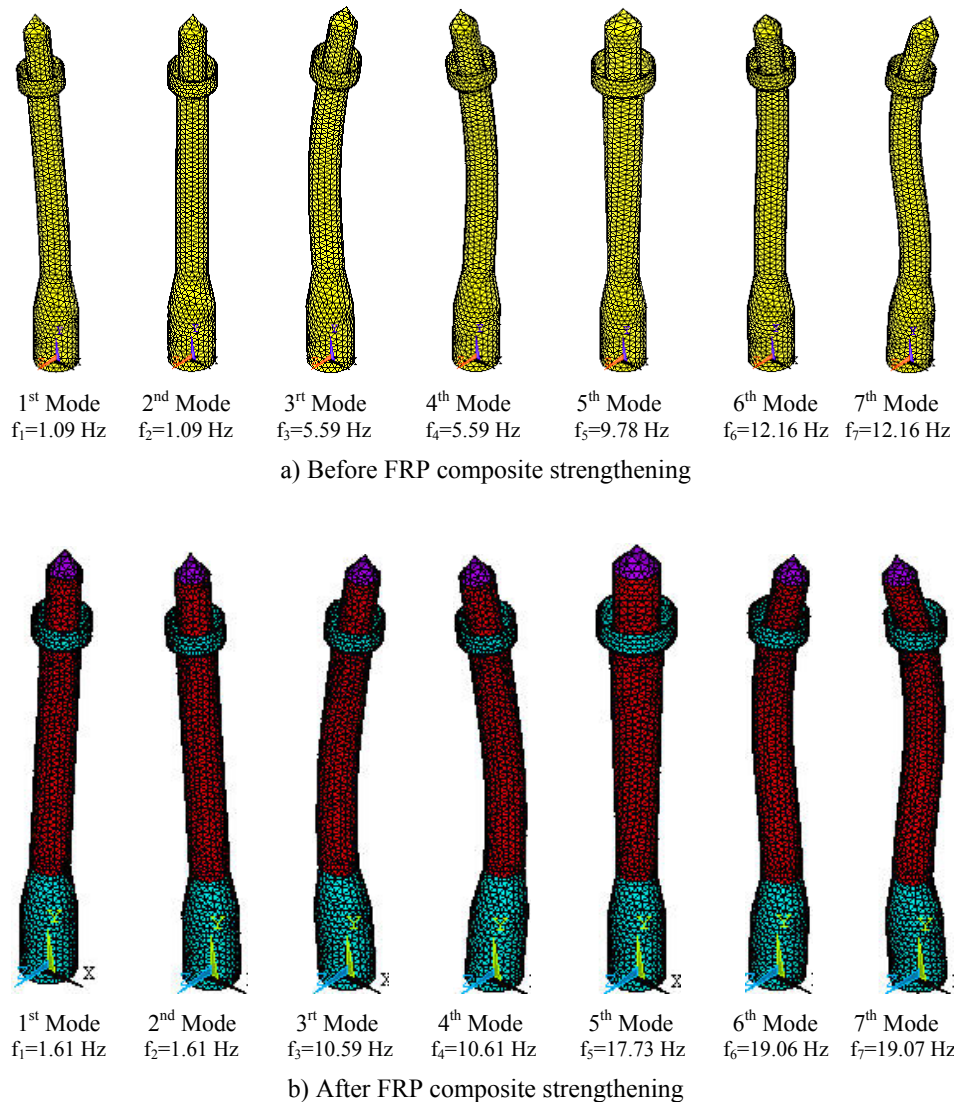 1st Mode 2nd Mode 3rt Mode 4th Mode 5th Mode 6th Mode 7th Mode
f1=1.09 Hz f2=1.09 Hz f3=5.59 Hz f4=5.59 Hz f5=9.78 Hz f6=12.16 Hz f7=12.16 Hz
a) Before FRP composite strengthening
Y Y Y Y Y
X X X
1st Mode 2nd Mode 3rt Mode 4th Mode 5th Mode 6th Mode 7th Mode
f1=1.61 Hz f2=1.61 Hz f3=10.59 Hz f4=10.61 Hz f5=17.73 Hz f6=19.06 Hz f7=19.07 Hz
b) After FRP composite strengthening